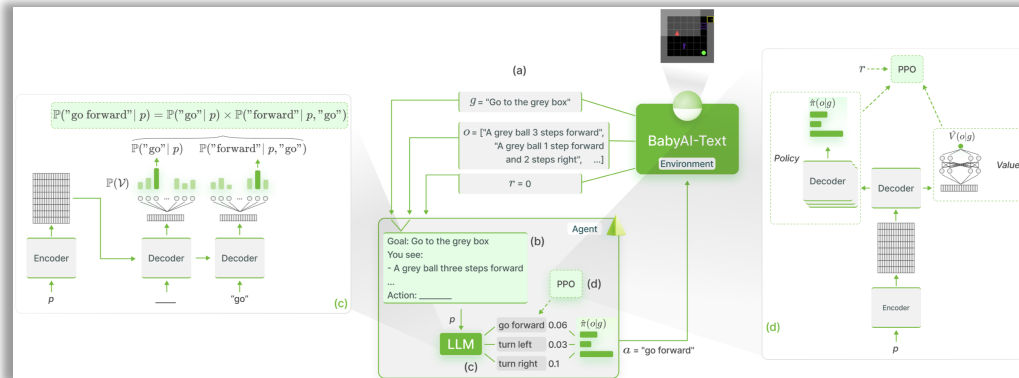 (a)
g = "Go to the grey box"
o = ["A grey ball 3 steps forward",
"A grey ball 1 step forward
and 2 steps right", ...]
r = 0
BabyAI-Text
Environment
ℙ("go forward"| p) = ℙ("go"| p) × ℙ("forward"| p, "go")
ℙ("go"| p) ℙ("forward"| p, "go")
ℙ(𝒱)
... ...
Encoder Decoder Decoder
p ____ "go"
(c)
Agent
Goal: Go to the grey box
You see:
- A grey ball three steps forward
...
Action: ________
(b)
PPO
(d)
p
LLM
(c)
go forward 0.06
turn left 0.03
turn right 0.1
π̂(o|g)
a = "go forward"
r PPO
π̂(o|g)
V̂(o|g)
Policy
Value
Decoder Decoder
Encoder
p
(d)